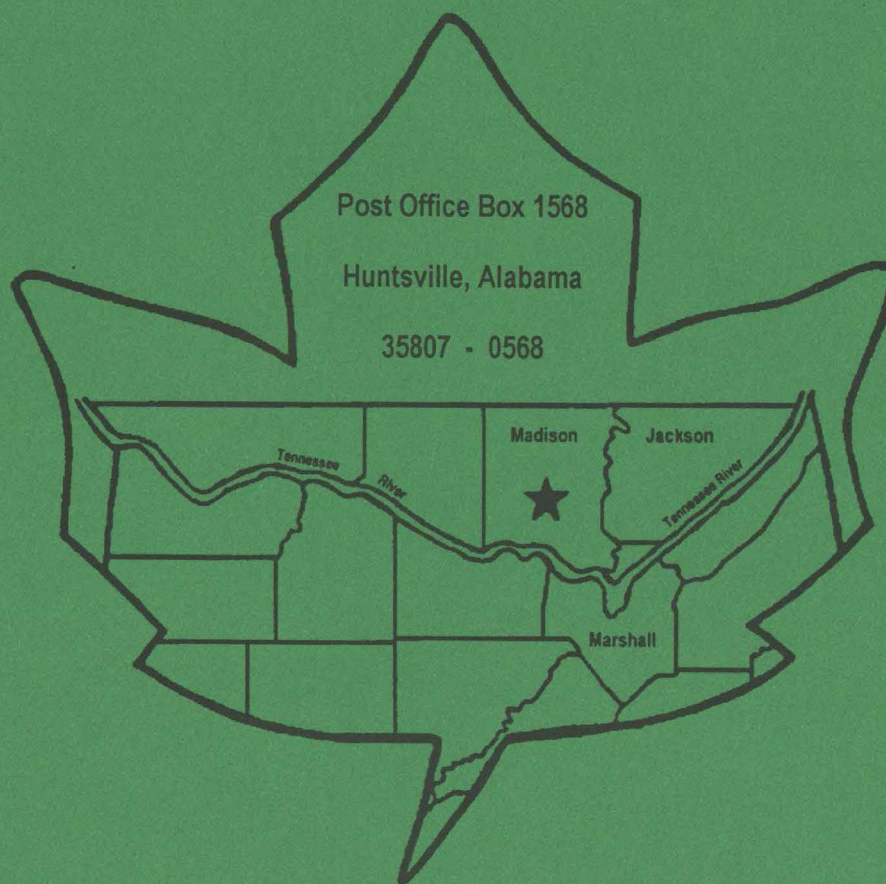 Post Office Box 1568
Huntsville, Alabama
35807 - 0568
Madison
Jackson
Tennessee
River
Tennessee River
Marshall